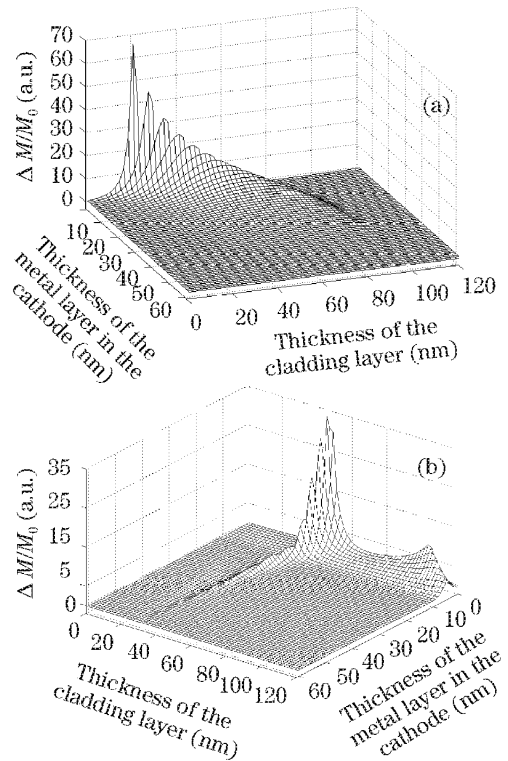 70
60
50
40
30
20
10
0
Δ M/M₀ (a.u.)
(a)
10
20
30
40
50
60
Thickness of the
metal layer in the
cathode (nm)
0 20 40 60 80 100 120
Thickness of the
cladding layer (nm)
35
25
15
5
0
Δ M/M₀ (a.u.)
(b)
0 20 40 60 80 100 120
Thickness of the
cladding layer (nm)
60 50 40 30 20 10 0
Thickness of the
metal layer in the
cathode (nm)